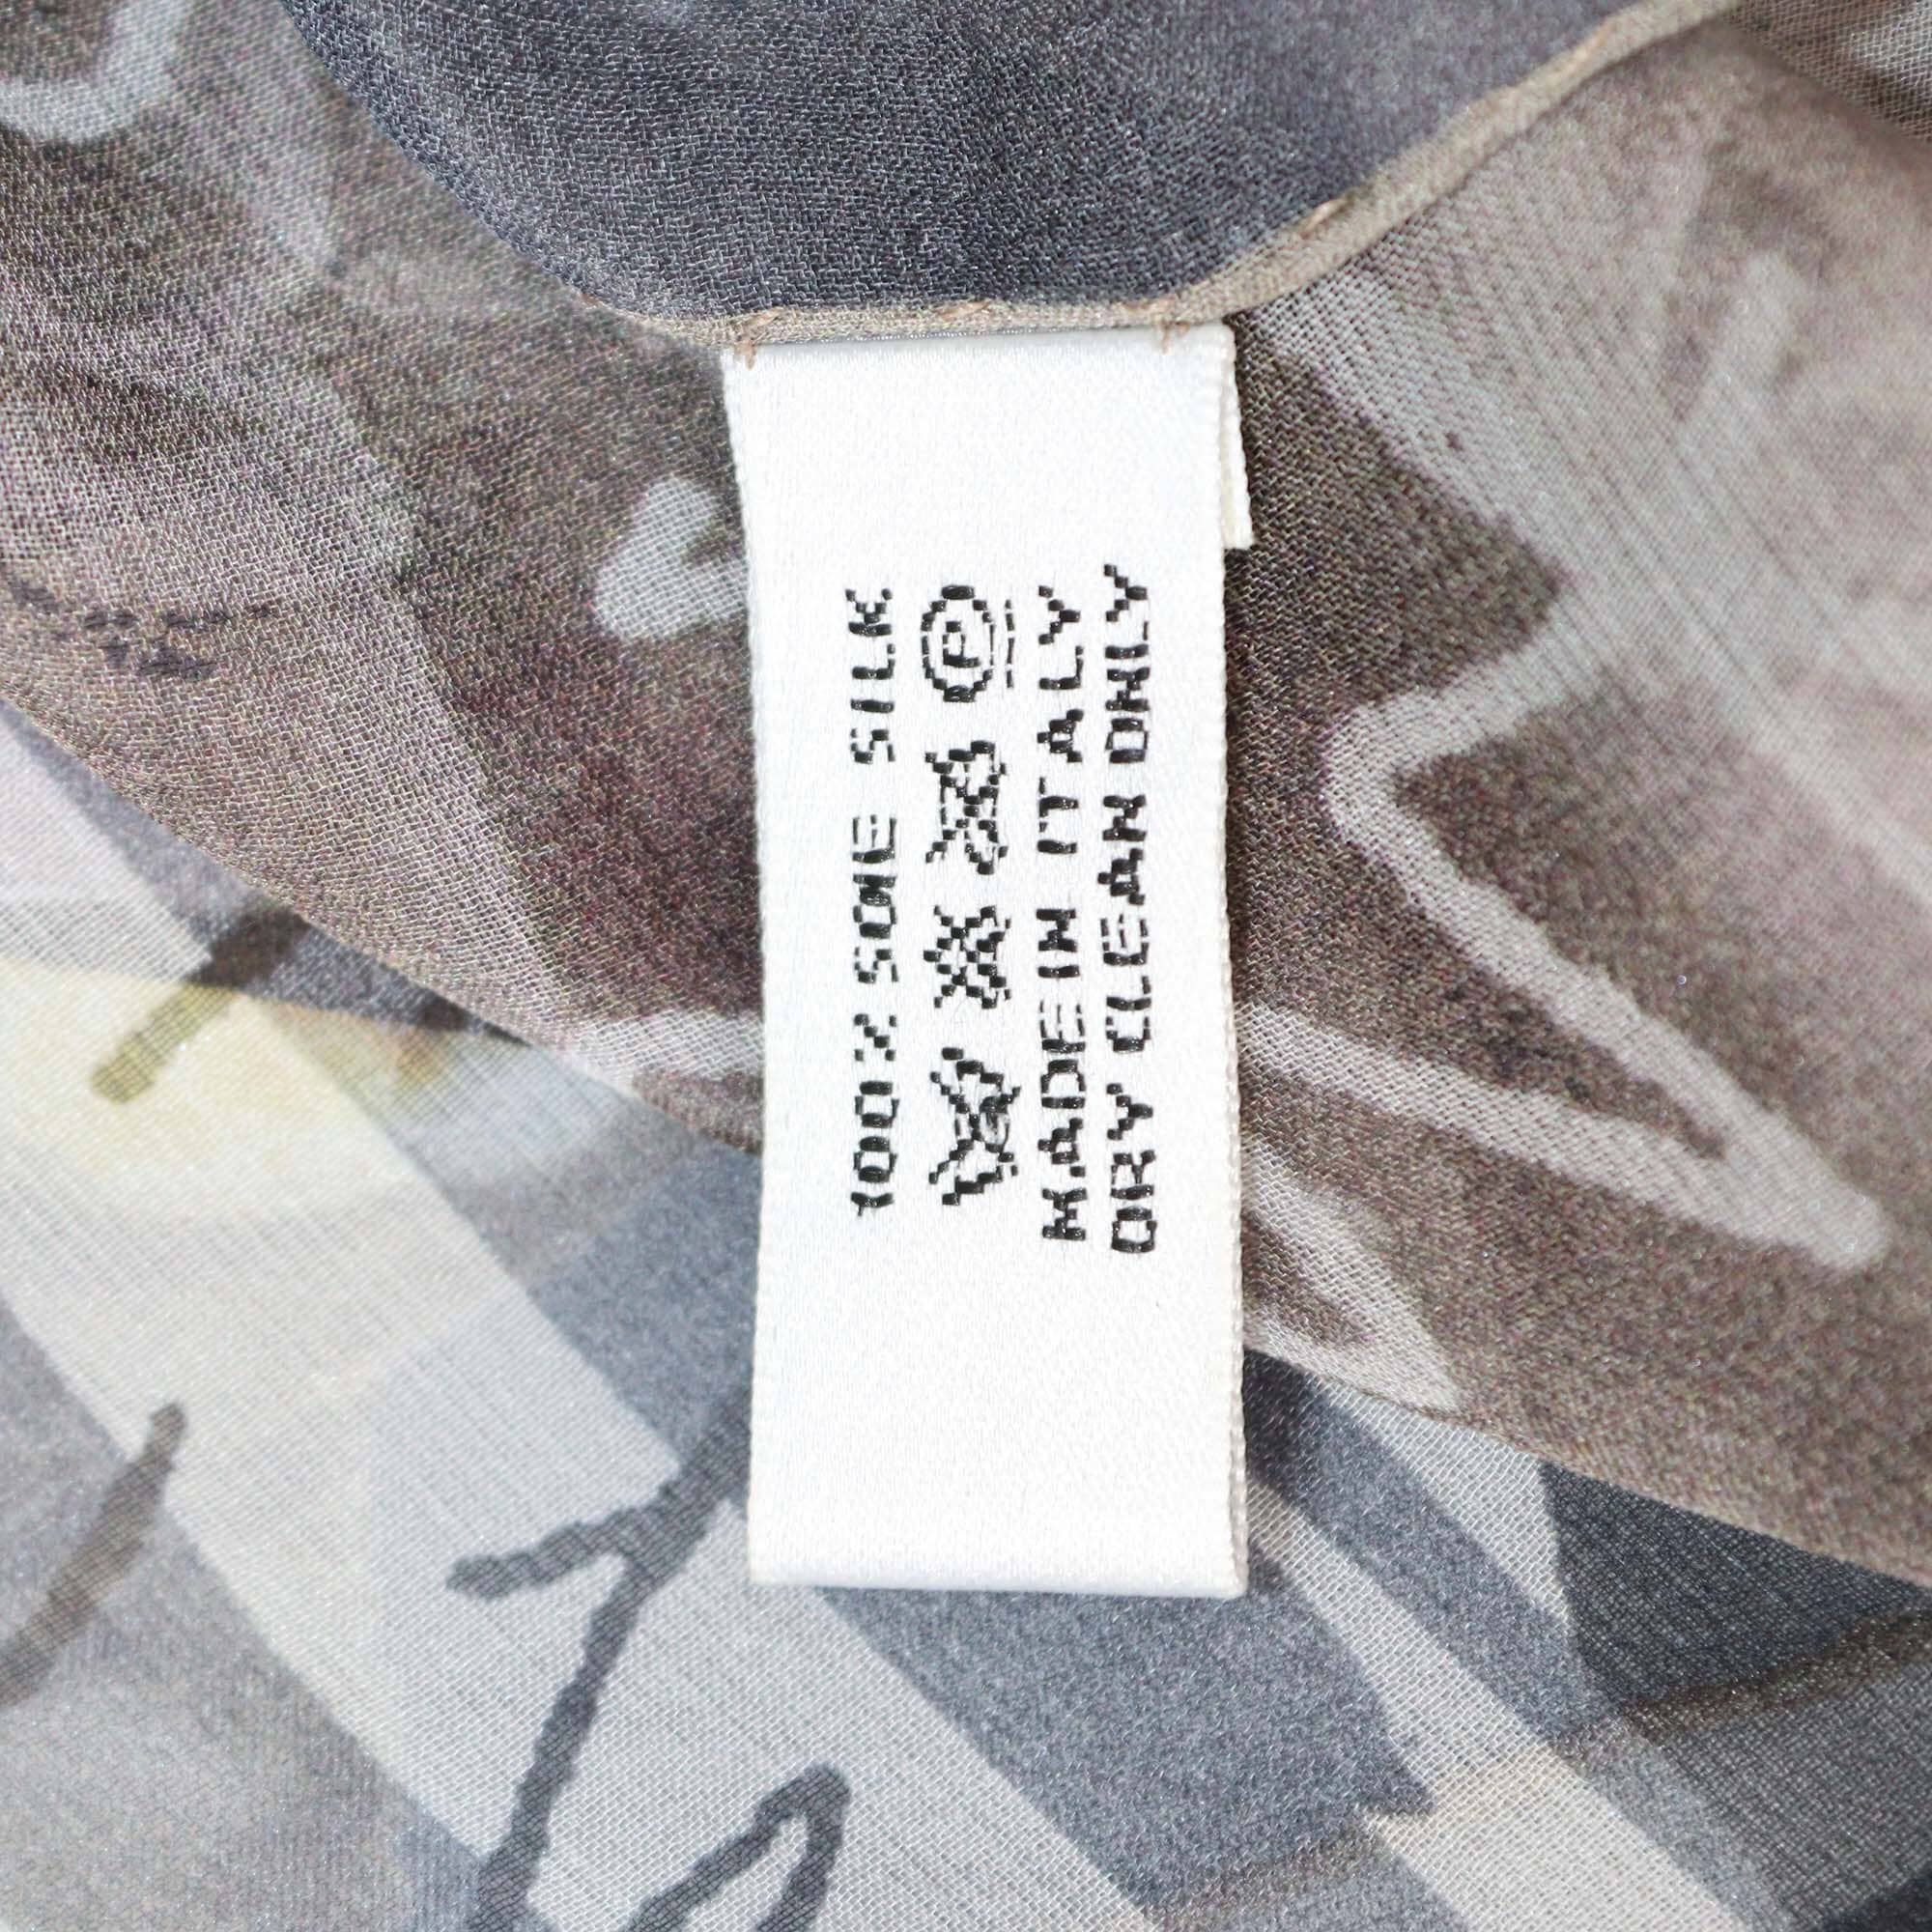 100% SOIE SILK
P
MADE IN ITALY
DRY CLEAN ONLY